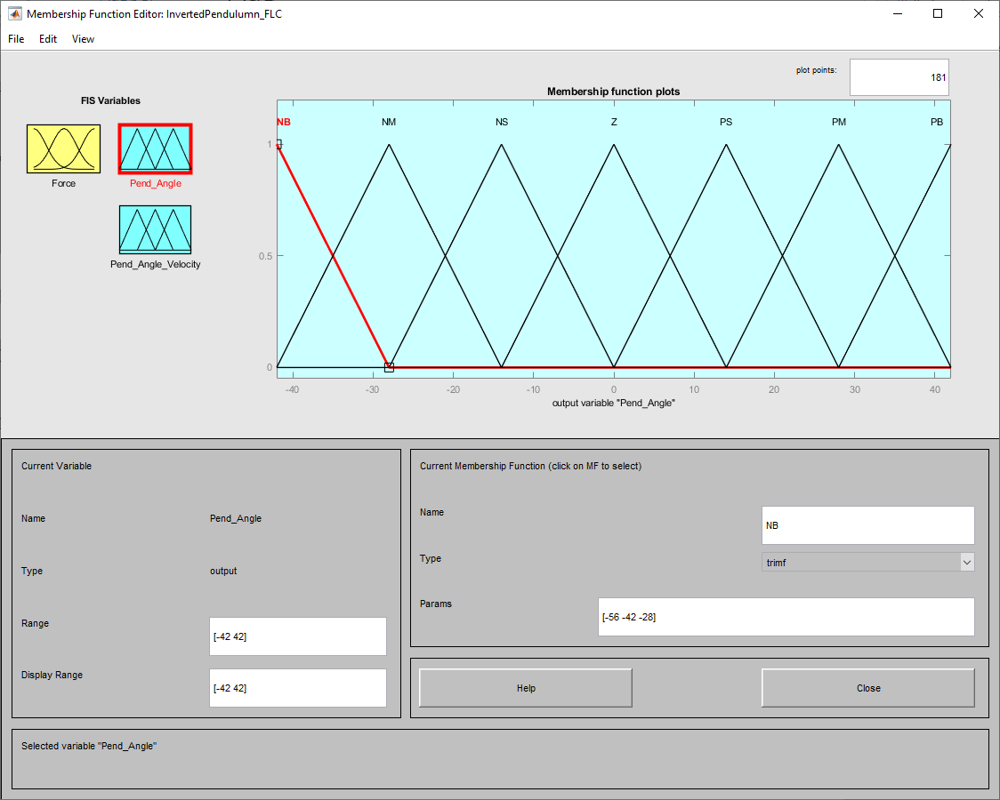 Membership Function Editor: InvertedPendulumn_FLC
File Edit View
plot points: 181
FIS Variables
Force
Pend_Angle
Pend_Angle_Velocity
Membership function plots
NB NM NS Z PS PM PB
1
0.5
0
-40 -30 -20 -10 0 10 20 30 40
output variable "Pend_Angle"
Current Variable
Name Pend_Angle
Type output
Range [-42 42]
Display Range [-42 42]
Current Membership Function (click on MF to select)
Name NB
Type trimf
Params [-56 -42 -28]
Help Close
Selected variable "Pend_Angle"